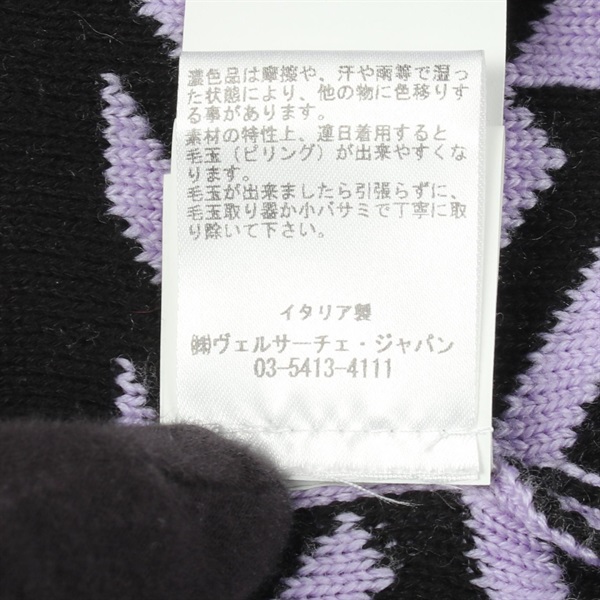 濃色品は摩擦や、汗や雨等で湿っ
た状態により、他の物に色移りす
る事があります。
素材の特性上、連日着用すると
毛玉（ピリング）が出来やすくな
ります。
毛玉が出来ましたら引張らずに、
毛玉取り器か小バサミで丁寧に取
り除いて下さい。
イタリア製
㈱ヴェルサーチェ・ジャパン
03-5413-4111